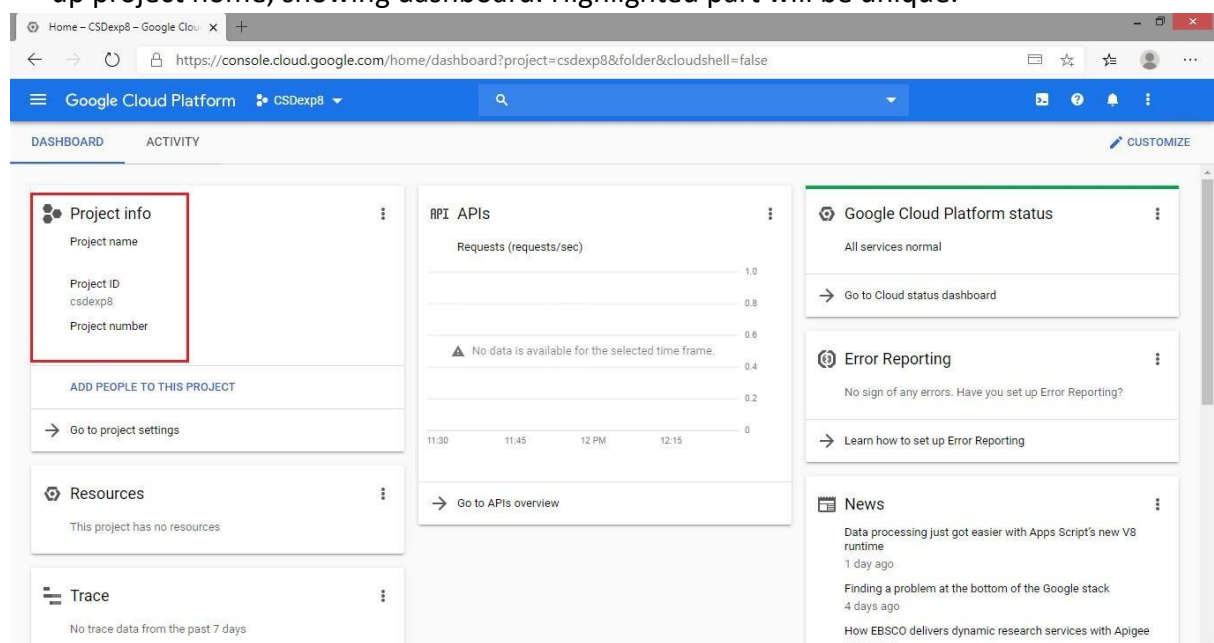 up project home, showing dashboard. Highlighted part will be unique.
Home – CSDexp8 – Google Clou
https://console.cloud.google.com/home/dashboard?project=csdexp8&folder&cloudshell=false
Google Cloud Platform CSDexp8
DASHBOARD ACTIVITY CUSTOMIZE
Project info
Project name
Project ID
csdexp8
Project number
ADD PEOPLE TO THIS PROJECT
Go to project settings
Resources
This project has no resources
Trace
No trace data from the past 7 days
API APIs
Requests (requests/sec)
1.0
0.8
0.6
No data is available for the selected time frame.
0.4
0.2
0
11:30 11:45 12 PM 12:15
Go to APIs overview
Google Cloud Platform status
All services normal
Go to Cloud status dashboard
Error Reporting
No sign of any errors. Have you set up Error Reporting?
Learn how to set up Error Reporting
News
Data processing just got easier with Apps Script's new V8
runtime
1 day ago
Finding a problem at the bottom of the Google stack
4 days ago
How EBSCO delivers dynamic research services with Apigee